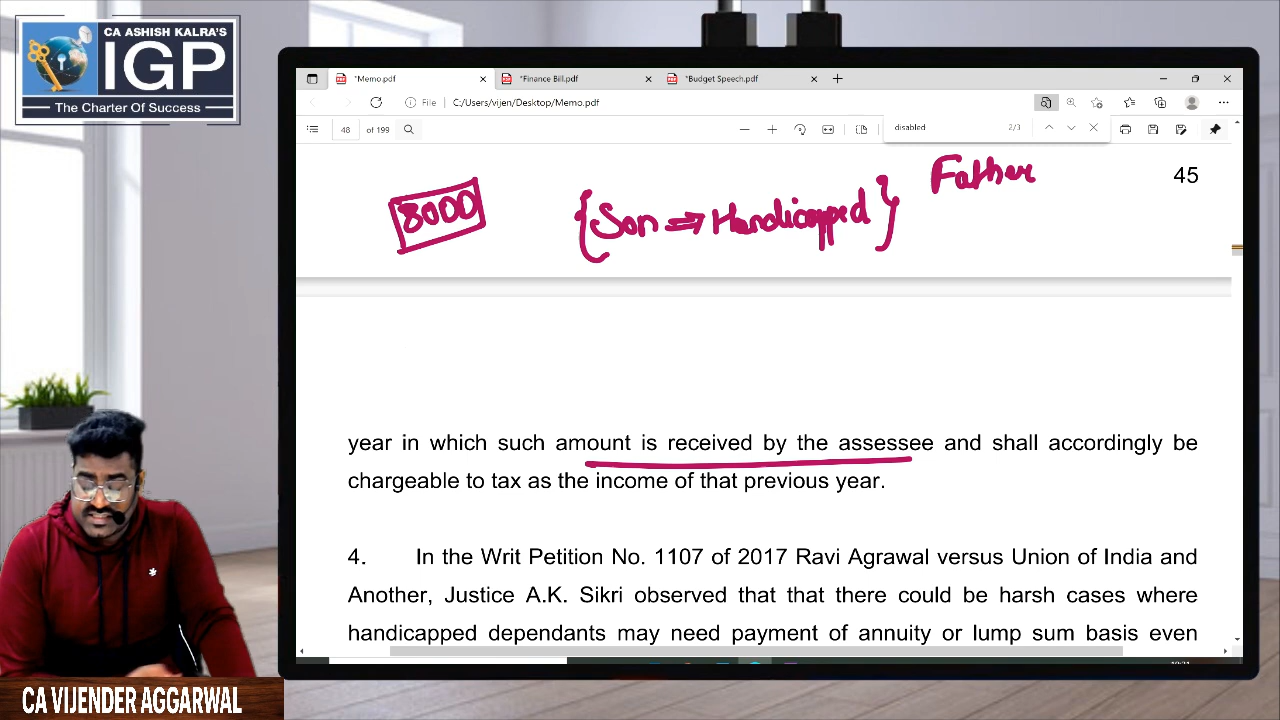 CA ASHISH KALRA'S
IGP
The Charter Of Success
*Memo.pdf
*Finance Bill.pdf
*Budget Speech.pdf
File
C:/Users/vijen/Desktop/Memo.pdf
48 of 199
disabled
2/3
45
Father
8000
{Son ⇒ Handicapped}
year in which such amount is received by the assessee and shall accordingly be
chargeable to tax as the income of that previous year.
4. In the Writ Petition No. 1107 of 2017 Ravi Agrawal versus Union of India and
Another, Justice A.K. Sikri observed that that there could be harsh cases where
handicapped dependants may need payment of annuity or lump sum basis even
CA VIJENDER AGGARWAL